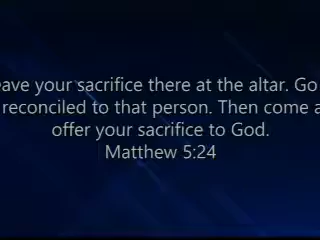 eave your sacrifice there at the altar. Go
reconciled to that person. Then come a
offer your sacrifice to God.
Matthew 5:24